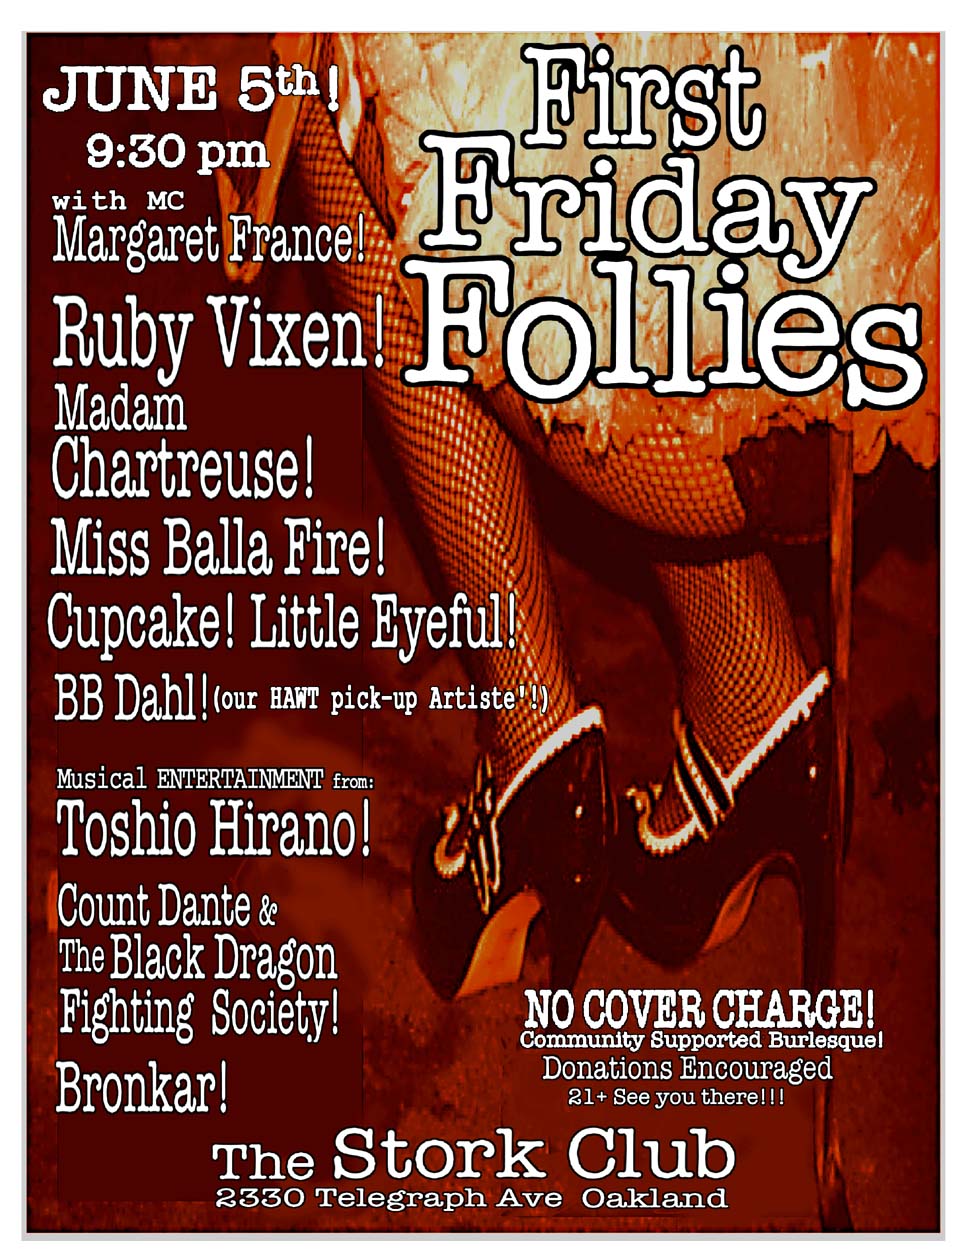 JUNE 5th!
9:30 pm
with MC
Margaret France!
Ruby Vixen!
Madam
Chartreuse!
Miss Balla Fire!
Cupcake! Little Eyeful!
BB Dahl! (our HAWT pick-up Artiste'!)
Musical ENTERTAINMENT from:
Toshio Hirano!
Count Dante &
The Black Dragon
Fighting Society!
Bronkar!
First
Friday
Follies
NO COVER CHARGE!
Community Supported Burlesque!
Donations Encouraged
21+ See you there!!!
The Stork Club
2330 Telegraph Ave Oakland